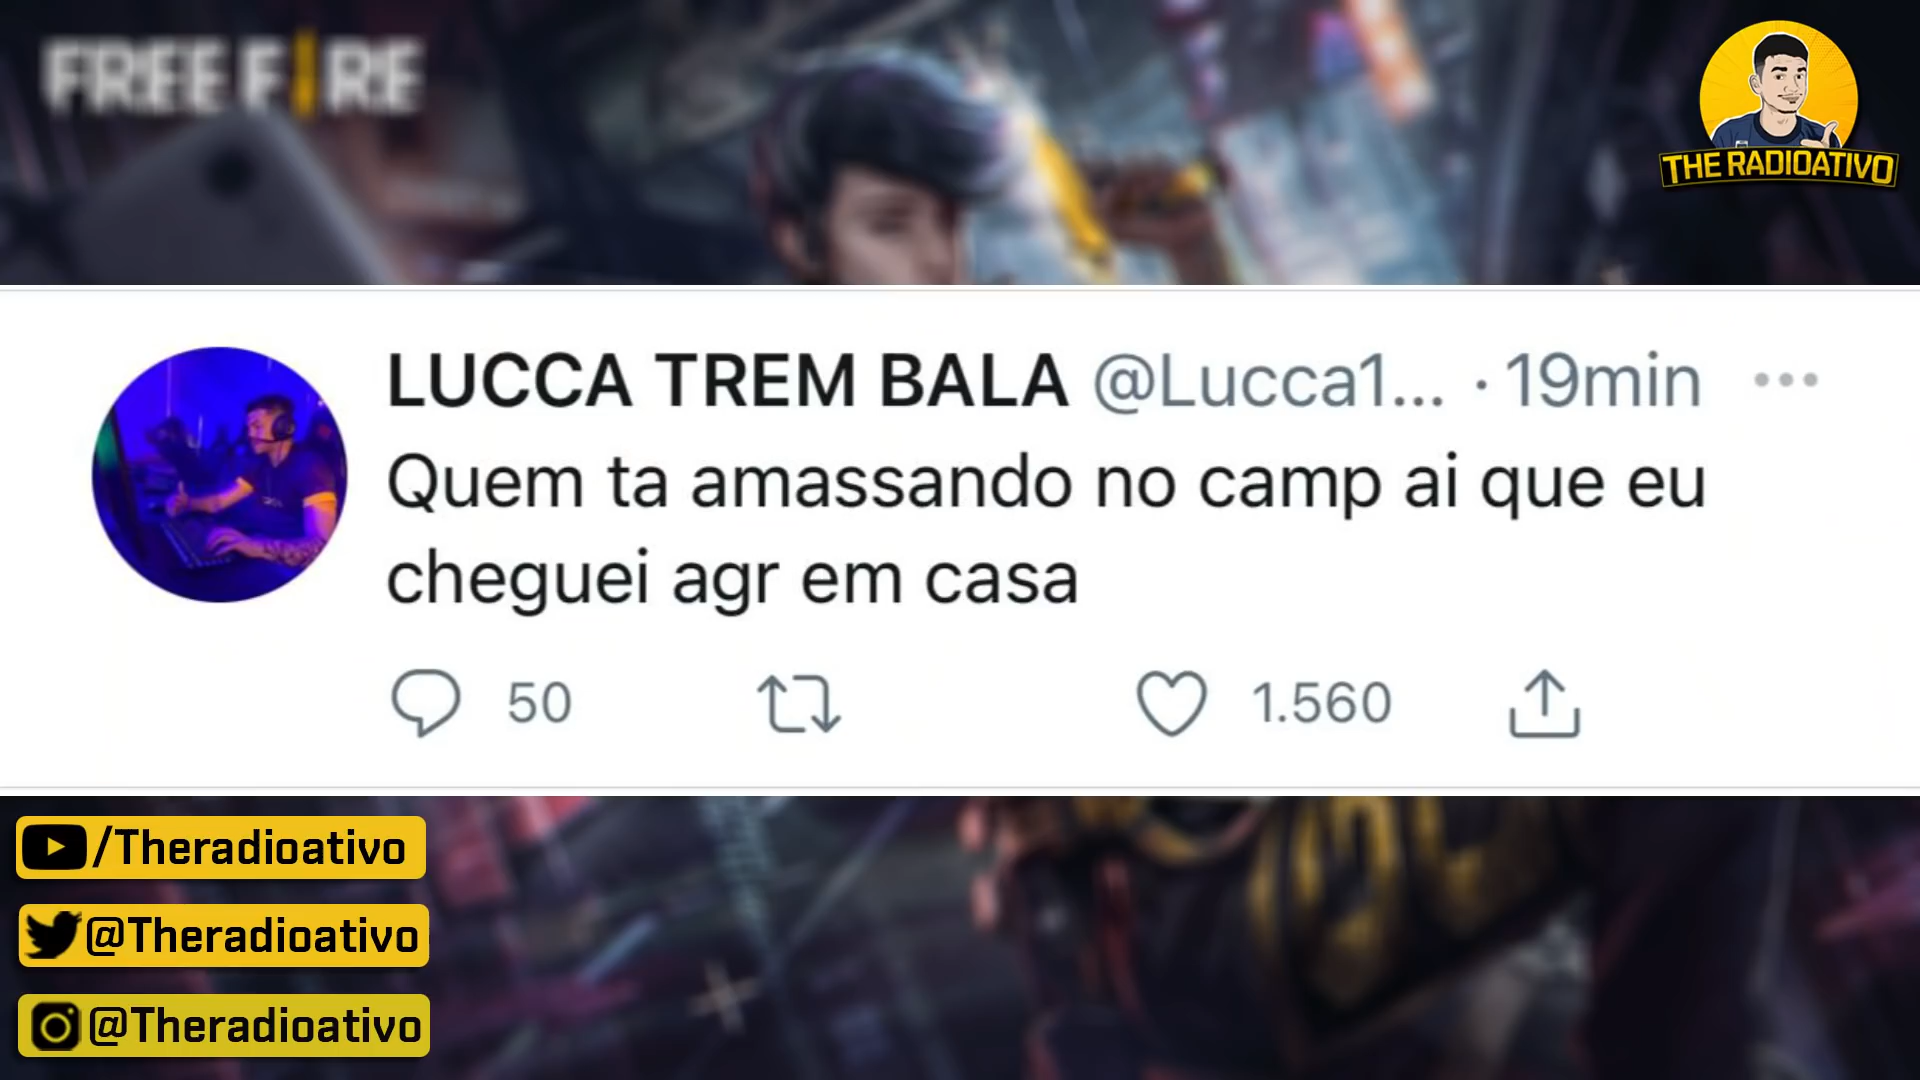 FREE FIRE
THE RADIOATIVO
LUCCA TREM BALA @Lucca1... · 19min
Quem ta amassando no camp ai que eu
cheguei agr em casa
50 1.560
/Theradioativo
@Theradioativo
@Theradioativo